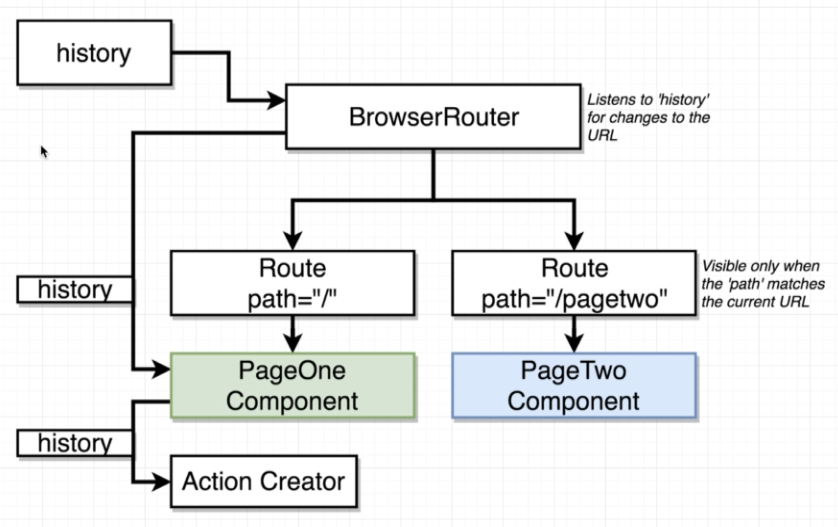 history
BrowserRouter
Listens to 'history'
for changes to the
URL
history
Route
path="/"
Route
path="/pagetwo"
Visible only when
the 'path' matches
the current URL
PageOne
Component
PageTwo
Component
history
Action Creator